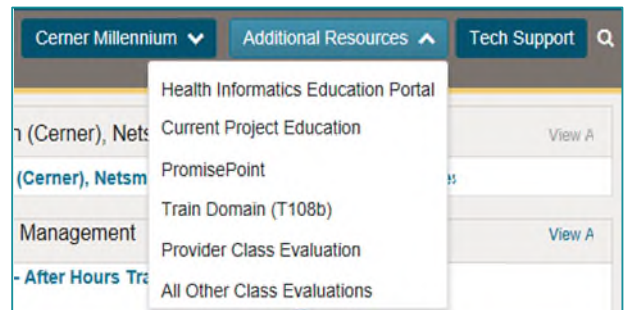 Cerner Millennium Additional Resources Tech Support
Health Informatics Education Portal
(Cerner), Nets Current Project Education View A
PromisePoint
(Cerner), Netsm
Train Domain (T108b)
Management Provider Class Evaluation View A
- After Hours Tra All Other Class Evaluations